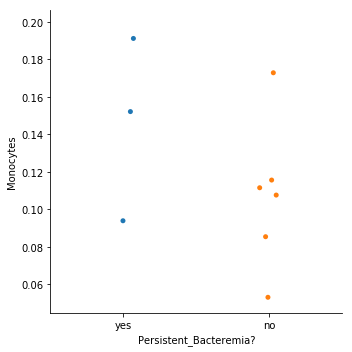 0.20
0.18
0.16
0.14
0.12
0.10
0.08
0.06
Monocytes
yes
no
Persistent_Bacteremia?